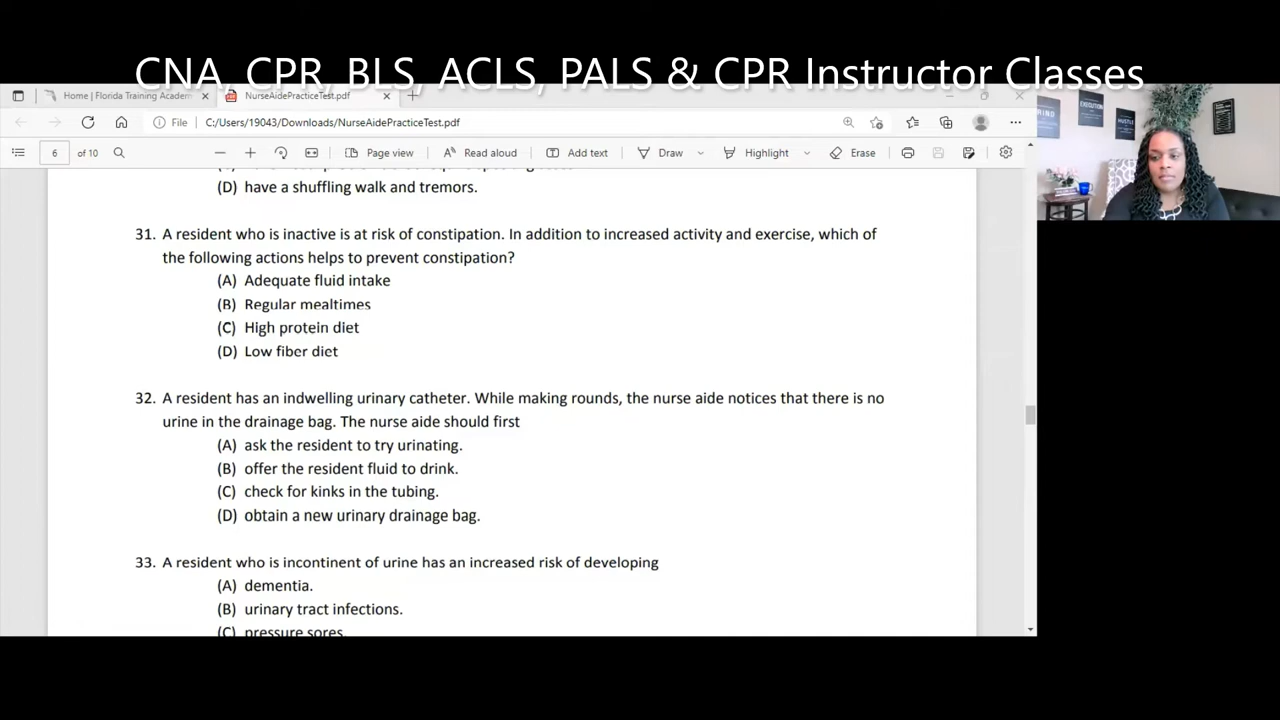 CNA, CPR, BLS, ACLS, PALS & CPR Instructor Classes
Home | Florida Training Academ
NurseAidePracticeTest.pdf
File
C:/Users/19043/Downloads/NurseAidePracticeTest.pdf
6 of 10
Page view
Read aloud
Add text
Draw
Highlight
Erase
EXECUTION
HUSTLE
(D) have a shuffling walk and tremors.
31. A resident who is inactive is at risk of constipation. In addition to increased activity and exercise, which of
the following actions helps to prevent constipation?
(A) Adequate fluid intake
(B) Regular mealtimes
(C) High protein diet
(D) Low fiber diet
32. A resident has an indwelling urinary catheter. While making rounds, the nurse aide notices that there is no
urine in the drainage bag. The nurse aide should first
(A) ask the resident to try urinating.
(B) offer the resident fluid to drink.
(C) check for kinks in the tubing.
(D) obtain a new urinary drainage bag.
33. A resident who is incontinent of urine has an increased risk of developing
(A) dementia.
(B) urinary tract infections.
(C) pressure sores.